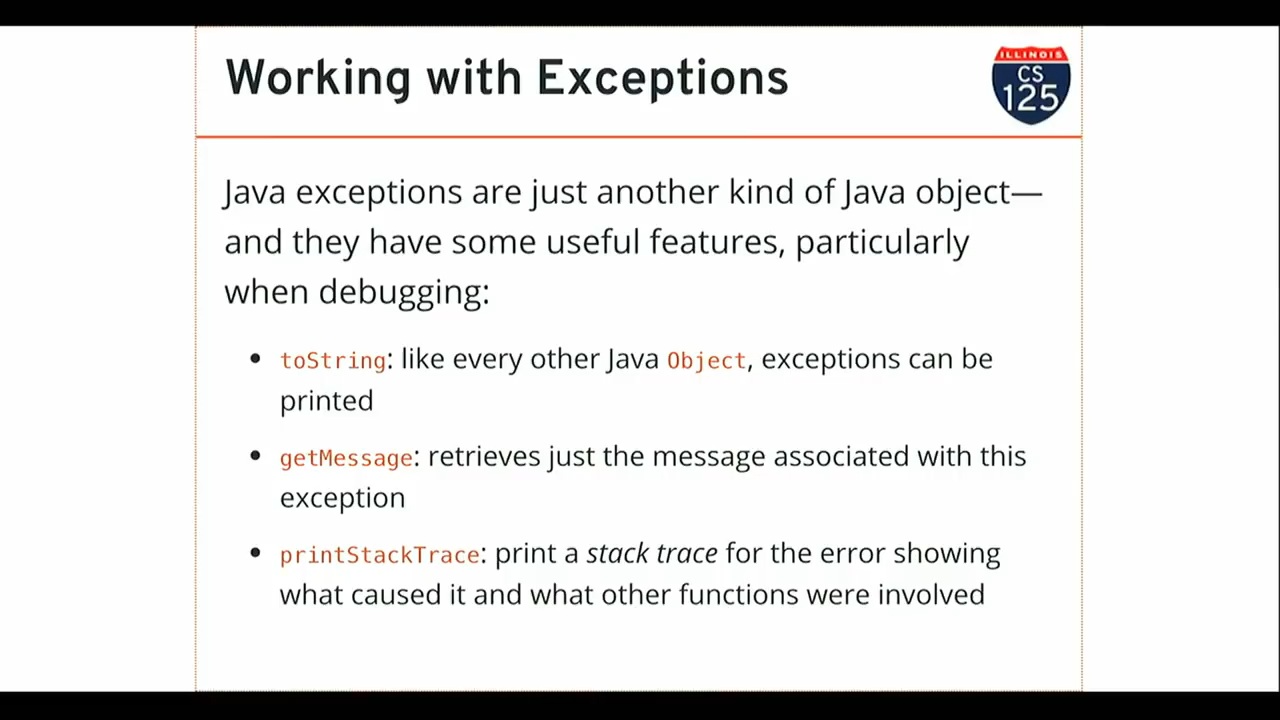 Working with Exceptions
ILLINOIS
CS
125
Java exceptions are just another kind of Java object—
and they have some useful features, particularly
when debugging:
• toString: like every other Java Object, exceptions can be
printed
• getMessage: retrieves just the message associated with this
exception
• printStackTrace: print a stack trace for the error showing
what caused it and what other functions were involved